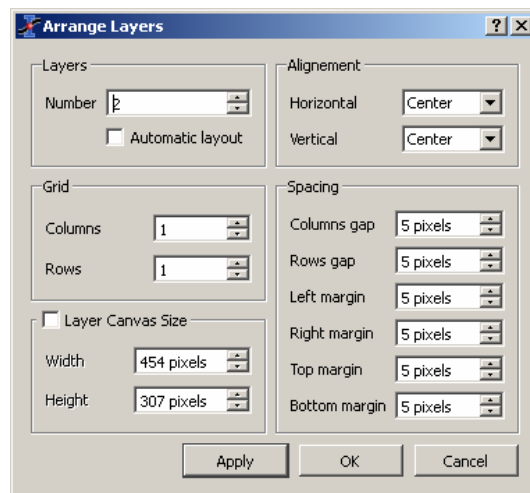 Arrange Layers
Layers
Number 2
Automatic layout
Alignement
Horizontal Center
Vertical Center
Grid
Columns 1
Rows 1
Spacing
Columns gap 5 pixels
Rows gap 5 pixels
Left margin 5 pixels
Right margin 5 pixels
Top margin 5 pixels
Bottom margin 5 pixels
Layer Canvas Size
Width 454 pixels
Height 307 pixels
Apply OK Cancel